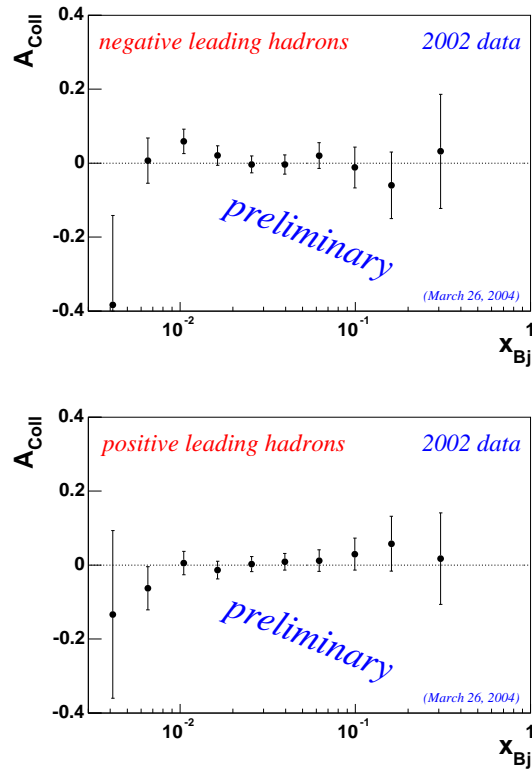 A_Coll
0.4
negative leading hadrons 2002 data
0.2
0
preliminary
-0.2
(March 26, 2004)
-0.4
10^-2 10^-1 1
x_Bj
A_Coll
0.4
positive leading hadrons 2002 data
0.2
0
preliminary
-0.2
(March 26, 2004)
-0.4
10^-2 10^-1 1
x_Bj